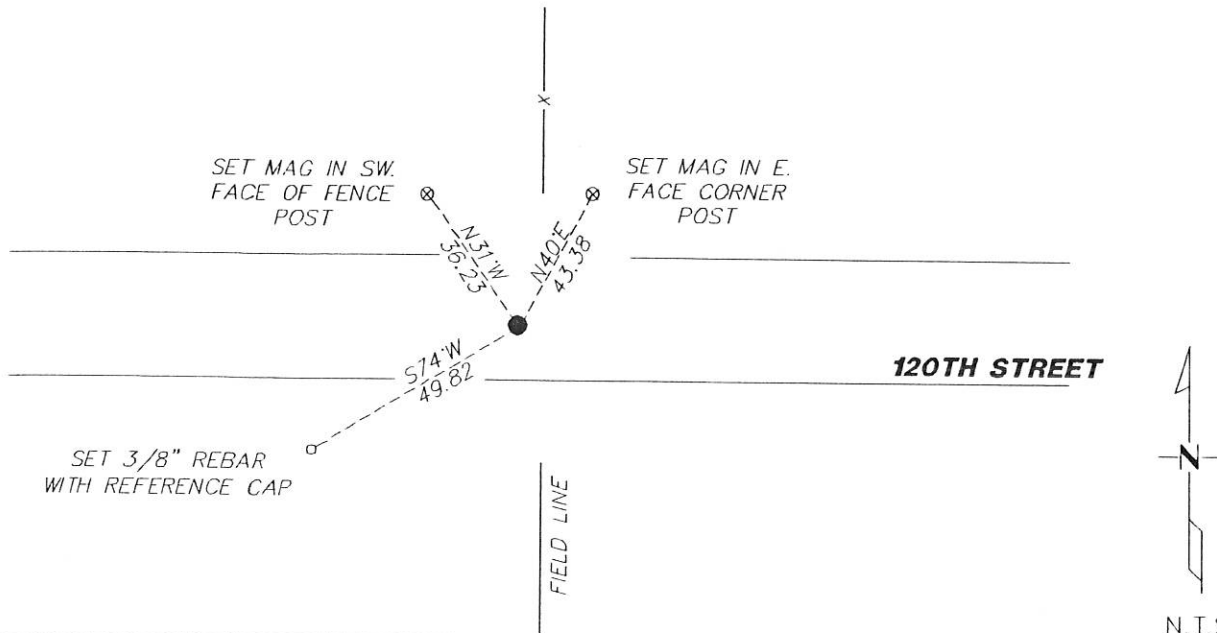 X
SET MAG IN SW.
FACE OF FENCE
POST
SET MAG IN E.
FACE CORNER
POST
N31°W
36.23
N40°E
43.38
S74°W
49.82
120TH STREET
SET 3/8" REBAR
WITH REFERENCE CAP
FIELD LINE
N
N.T.S